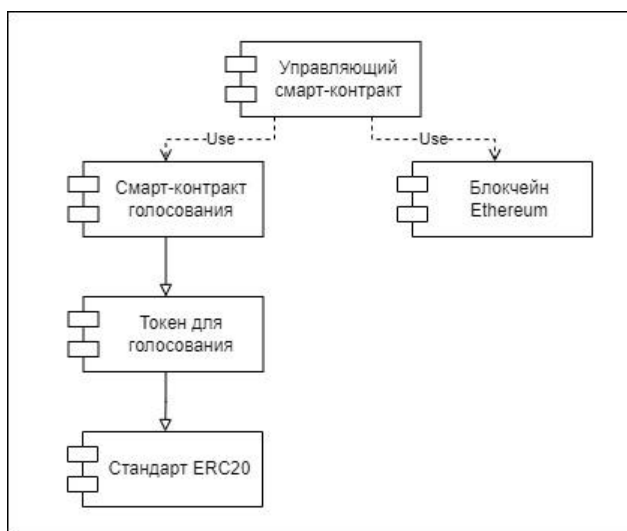 Управляющий
смарт-контракт
Use
Use
Смарт-контракт
голосования
Блокчейн
Ethereum
Токен для
голосования
Стандарт ERC20